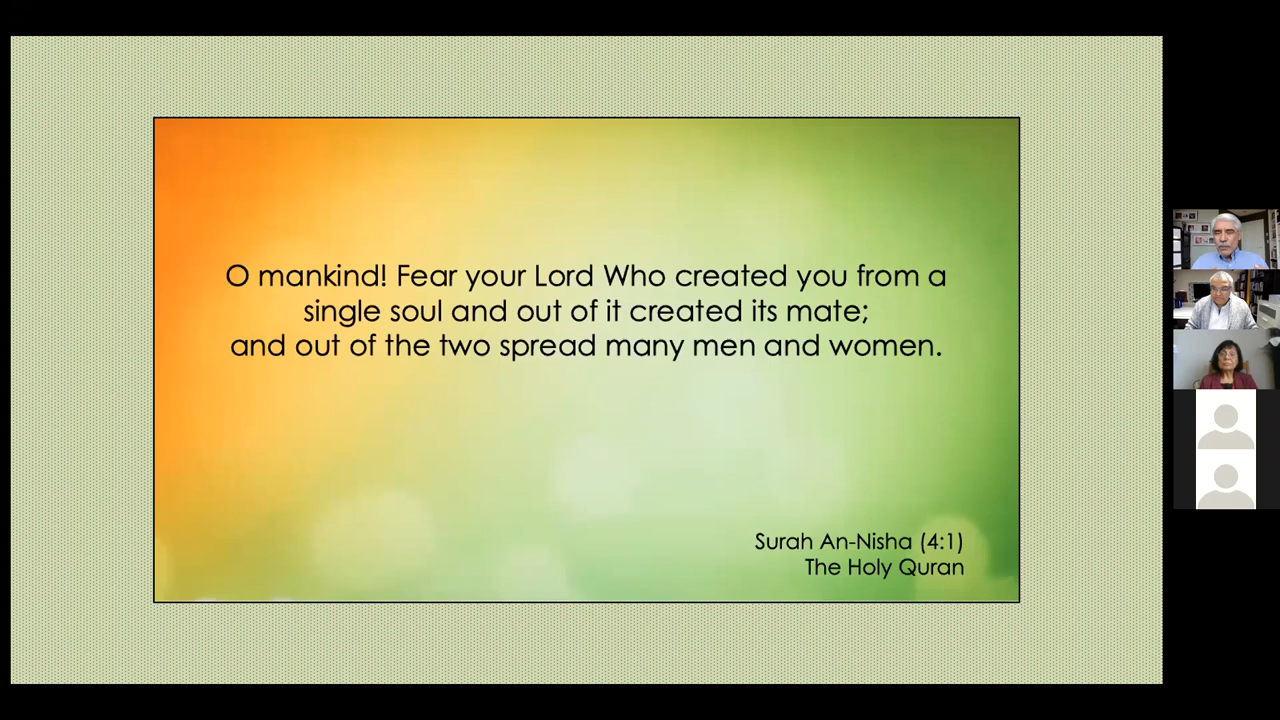 O mankind! Fear your Lord Who created you from a
single soul and out of it created its mate;
and out of the two spread many men and women.
Surah An-Nisha (4:1)
The Holy Quran